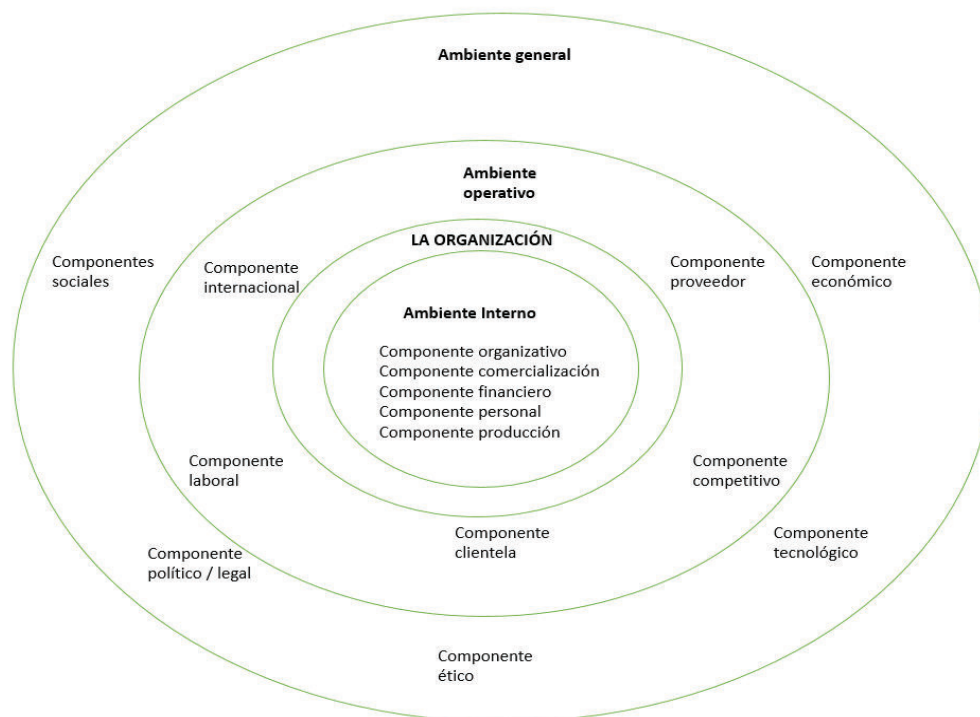 Ambiente general
Ambiente
operativo
LA ORGANIZACIÓN
Componentes
sociales
Componente
internacional
Componente
proveedor
Componente
económico
Ambiente Interno
Componente organizativo
Componente comercialización
Componente financiero
Componente personal
Componente producción
Componente
laboral
Componente
competitivo
Componente
político / legal
Componente
clientela
Componente
tecnológico
Componente
ético